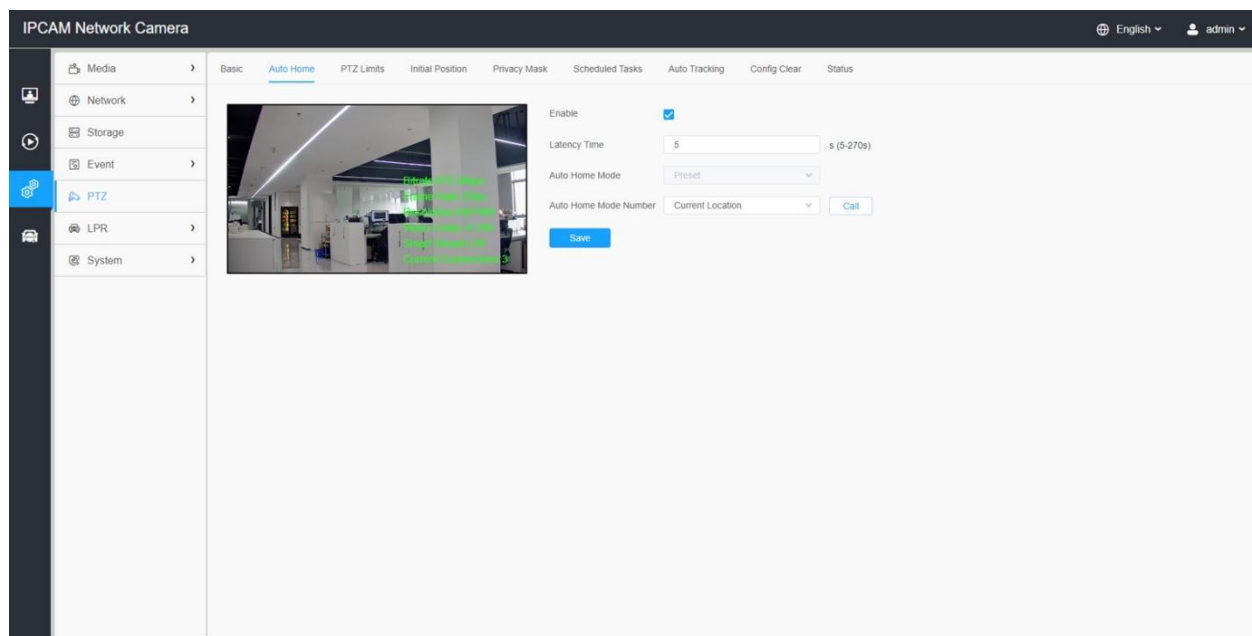 IPCAM Network Camera
English
admin
Media
Network
Storage
Event
PTZ
LPR
System
Basic Auto Home PTZ Limits Initial Position Privacy Mask Scheduled Tasks Auto Tracking Config Clear Status
Enable
Latency Time 5 s (5-270s)
Auto Home Mode Preset
Auto Home Mode Number Current Location Call
Save